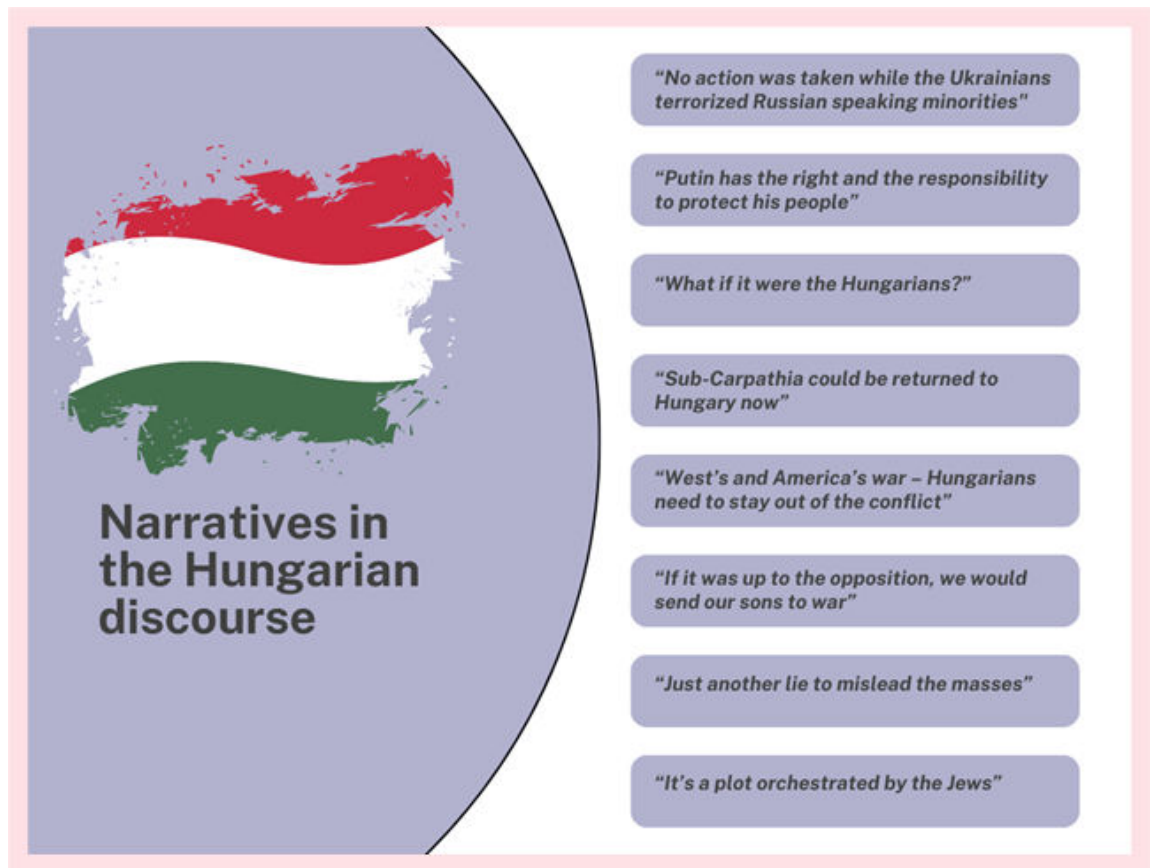 Narratives in
the Hungarian
discourse
“No action was taken while the Ukrainians
terrorized Russian speaking minorities"
“Putin has the right and the responsibility
to protect his people”
“What if it were the Hungarians?”
“Sub-Carpathia could be returned to
Hungary now”
“West’s and America’s war – Hungarians
need to stay out of the conflict”
“If it was up to the opposition, we would
send our sons to war”
“Just another lie to mislead the masses”
“It’s a plot orchestrated by the Jews”